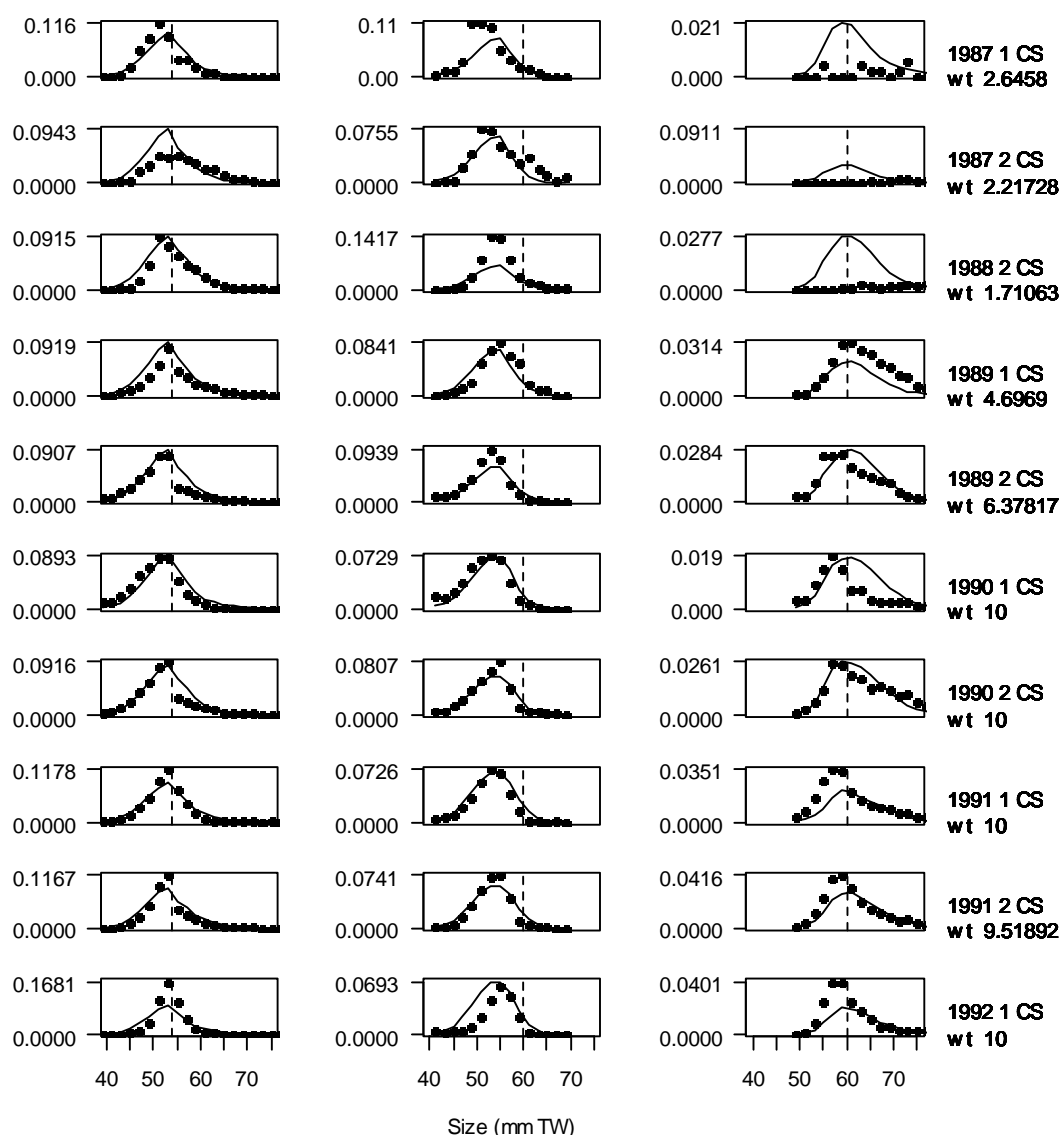 0.116 0.11 0.021 1987 1 CS
0.000 0.00 0.000 wt 2.6458
0.0943 0.0755 0.0911 1987 2 CS
0.0000 0.0000 0.0000 wt 2.21728
0.0915 0.1417 0.0277 1988 2 CS
0.0000 0.0000 0.0000 wt 1.71063
0.0919 0.0841 0.0314 1989 1 CS
0.0000 0.0000 0.0000 wt 4.6969
0.0907 0.0939 0.0284 1989 2 CS
0.0000 0.0000 0.0000 wt 6.37817
0.0893 0.0729 0.019 1990 1 CS
0.0000 0.0000 0.000 wt 10
0.0916 0.0807 0.0261 1990 2 CS
0.0000 0.0000 0.0000 wt 10
0.1178 0.0726 0.0351 1991 1 CS
0.0000 0.0000 0.0000 wt 10
0.1167 0.0741 0.0416 1991 2 CS
0.0000 0.0000 0.0000 wt 9.51892
0.1681 0.0693 0.0401 1992 1 CS
0.0000 0.0000 0.0000 wt 10
40 50 60 70 40 50 60 70 40 50 60 70
Size (mm TW)